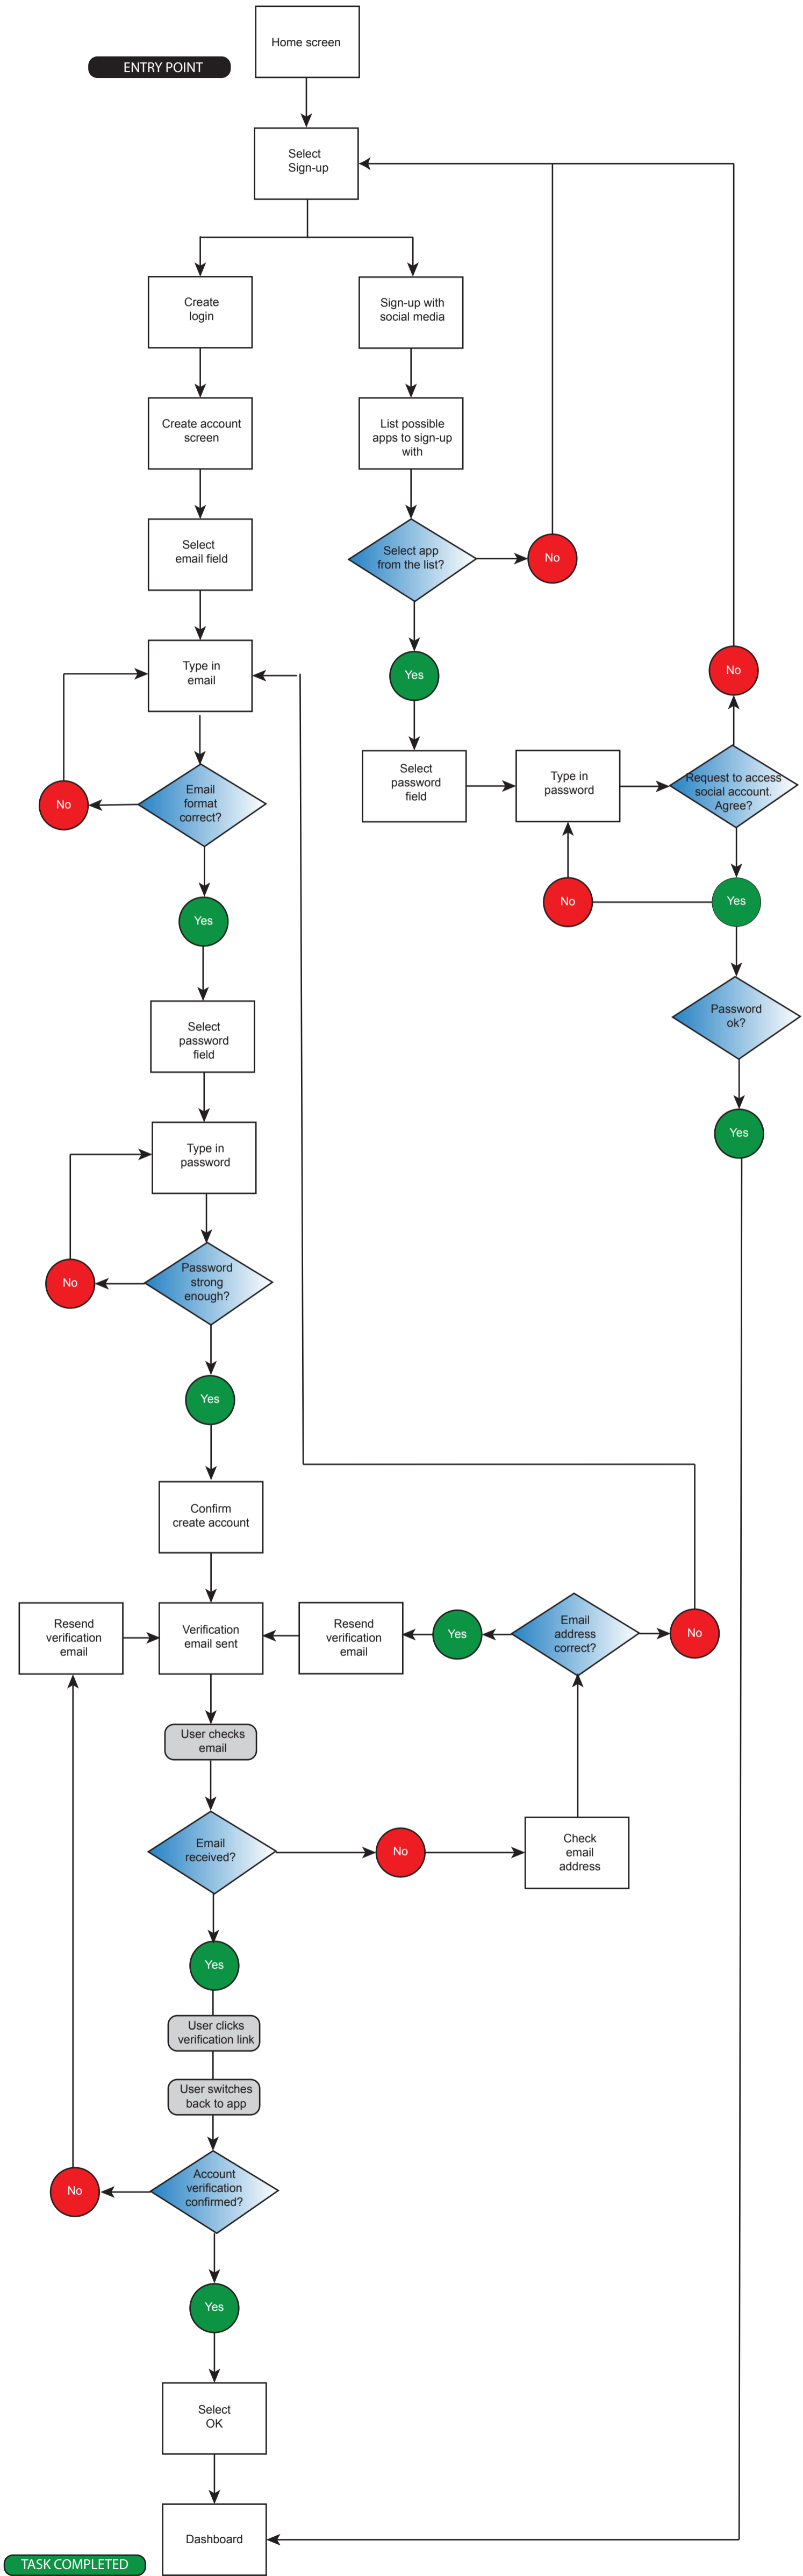 Home screen
ENTRY POINT
Select
Sign-up
Create
login
Sign-up with
social media
Create account
screen
List possible
apps to sign-up
with
Select
email field
Select app
from the list?
No
Type in
email
Yes
No
Select
password
field
Type in
password
Request to access
social account.
Agree?
Email
format
correct?
No
Yes
No
Yes
Select
password
field
Password
ok?
Yes
Type in
password
Password
strong
enough?
No
Yes
Confirm
create account
Resend
verification
email
Verification
email sent
Resend
verification
email
Yes
Email
address
correct?
No
User checks
email
Email
received?
No
Check
email
address
Yes
User clicks
verification link
User switches
back to app
Account
verification
confirmed?
No
Yes
Select
OK
Dashboard
TASK COMPLETED